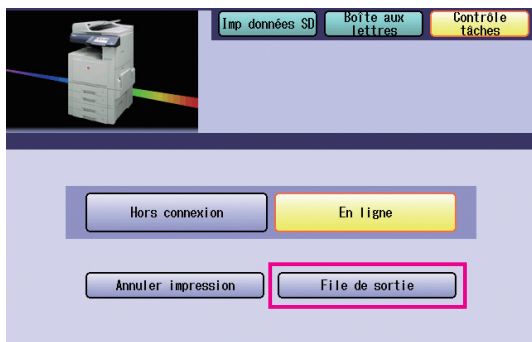 Imp données SD
Boîte aux
lettres
Contrôle
tâches
Hors connexion
En ligne
Annuler impression
File de sortie